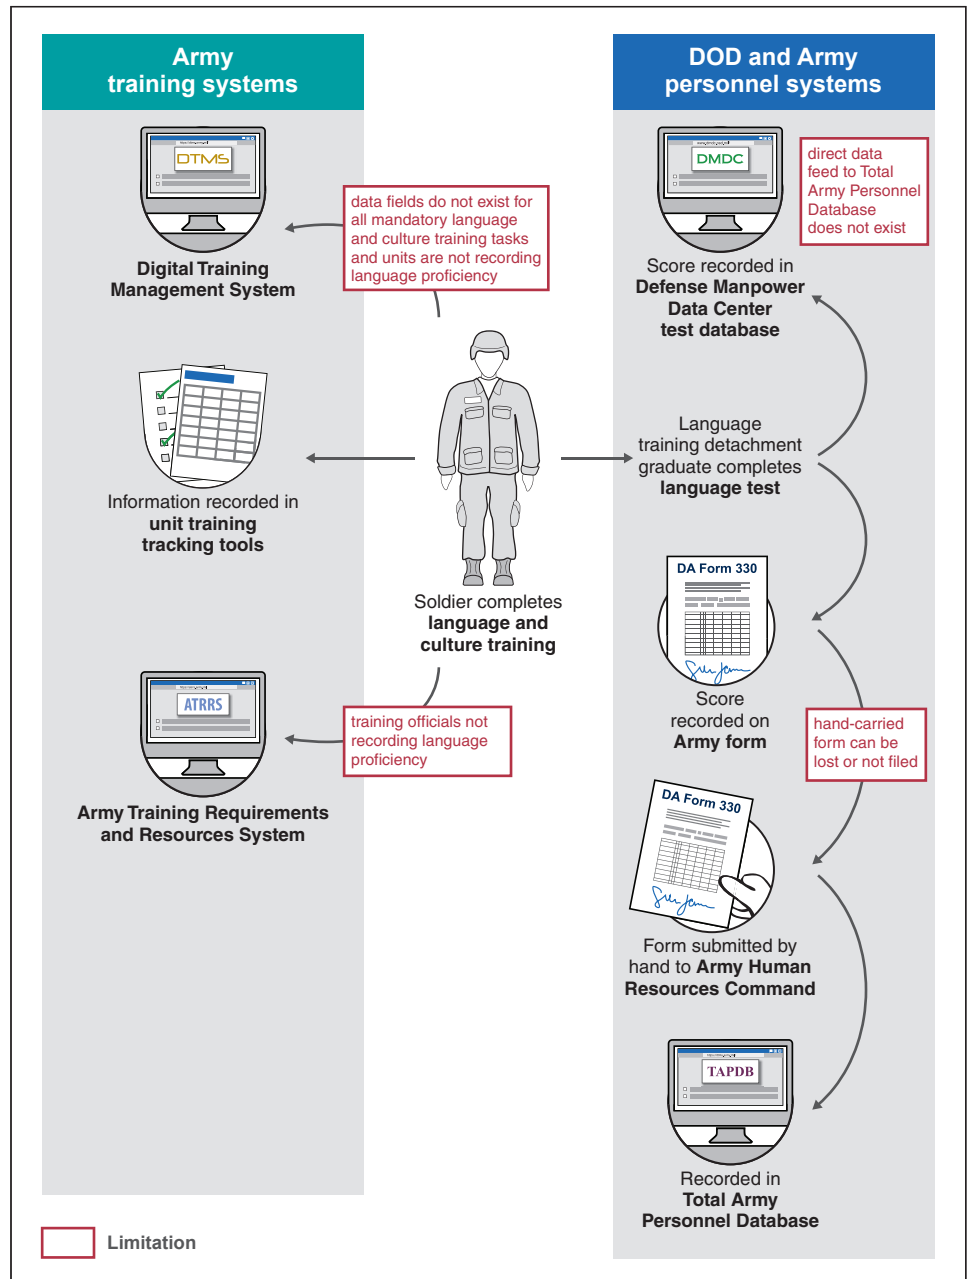 Army
training systems
DTMS
Digital Training
Management System
data fields do not exist for
all mandatory language
and culture training tasks
and units are not recording
language proficiency
Information recorded in
unit training
tracking tools
Soldier completes
language and
culture training
ATRRS
training officials not
recording language
proficiency
Army Training Requirements
and Resources System
DOD and Army
personnel systems
DMDC
direct data
feed to Total
Army Personnel
Database
does not exist
Score recorded in
Defense Manpower
Data Center
test database
Language
training detachment
graduate completes
language test
DA Form 330
Score
recorded on
Army form
hand-carried
form can be
lost or not filed
DA Form 330
Form submitted by
hand to Army Human
Resources Command
TAPDB
Recorded in
Total Army
Personnel Database
Limitation